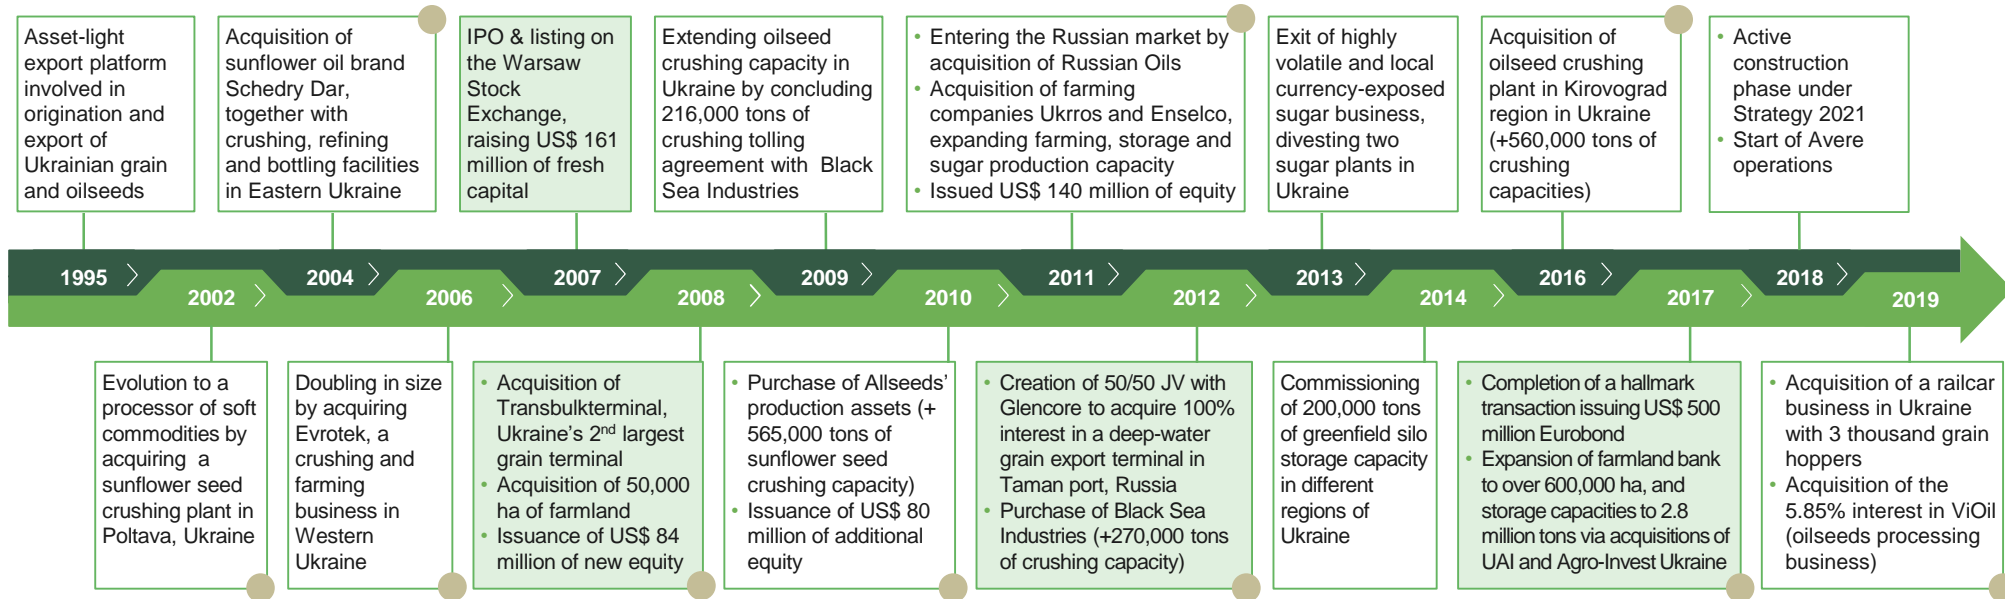 Asset-light
export platform
involved in
origination and
export of
Ukrainian grain
and oilseeds
Acquisition of
sunflower oil brand
Schedry Dar,
together with
crushing, refining
and bottling facilities
in Eastern Ukraine
IPO & listing on
the Warsaw
Stock
Exchange,
raising US$ 161
million of fresh
capital
Extending oilseed
crushing capacity in
Ukraine by concluding
216,000 tons of
crushing tolling
agreement with Black
Sea Industries
• Entering the Russian market by
acquisition of Russian Oils
• Acquisition of farming
companies Ukrros and Enselco,
expanding farming, storage and
sugar production capacity
• Issued US$ 140 million of equity
Exit of highly
volatile and local
currency-exposed
sugar business,
divesting two
sugar plants in
Ukraine
Acquisition of
oilseed crushing
plant in Kirovograd
region in Ukraine
(+560,000 tons of
crushing
capacities)
• Active
construction
phase under
Strategy 2021
• Start of Avere
operations
1995
2002
2004
2006
2007
2008
2009
2010
2011
2012
2013
2014
2016
2017
2018
2019
Evolution to a
processor of soft
commodities by
acquiring a
sunflower seed
crushing plant in
Poltava, Ukraine
Doubling in size
by acquiring
Evrotek, a
crushing and
farming
business in
Western
Ukraine
• Acquisition of
Transbulkterminal,
Ukraine’s 2nd largest
grain terminal
• Acquisition of 50,000
ha of farmland
• Issuance of US$ 84
million of new equity
• Purchase of Allseeds’
production assets (+
565,000 tons of
sunflower seed
crushing capacity)
• Issuance of US$ 80
million of additional
equity
• Creation of 50/50 JV with
Glencore to acquire 100%
interest in a deep-water
grain export terminal in
Taman port, Russia
• Purchase of Black Sea
Industries (+270,000 tons
of crushing capacity)
Commissioning
of 200,000 tons
of greenfield silo
storage capacity
in different
regions of
Ukraine
• Completion of a hallmark
transaction issuing US$ 500
million Eurobond
• Expansion of farmland bank
to over 600,000 ha, and
storage capacities to 2.8
million tons via acquisitions of
UAI and Agro-Invest Ukraine
• Acquisition of a railcar
business in Ukraine
with 3 thousand grain
hoppers
• Acquisition of the
5.85% interest in ViOil
(oilseeds processing
business)